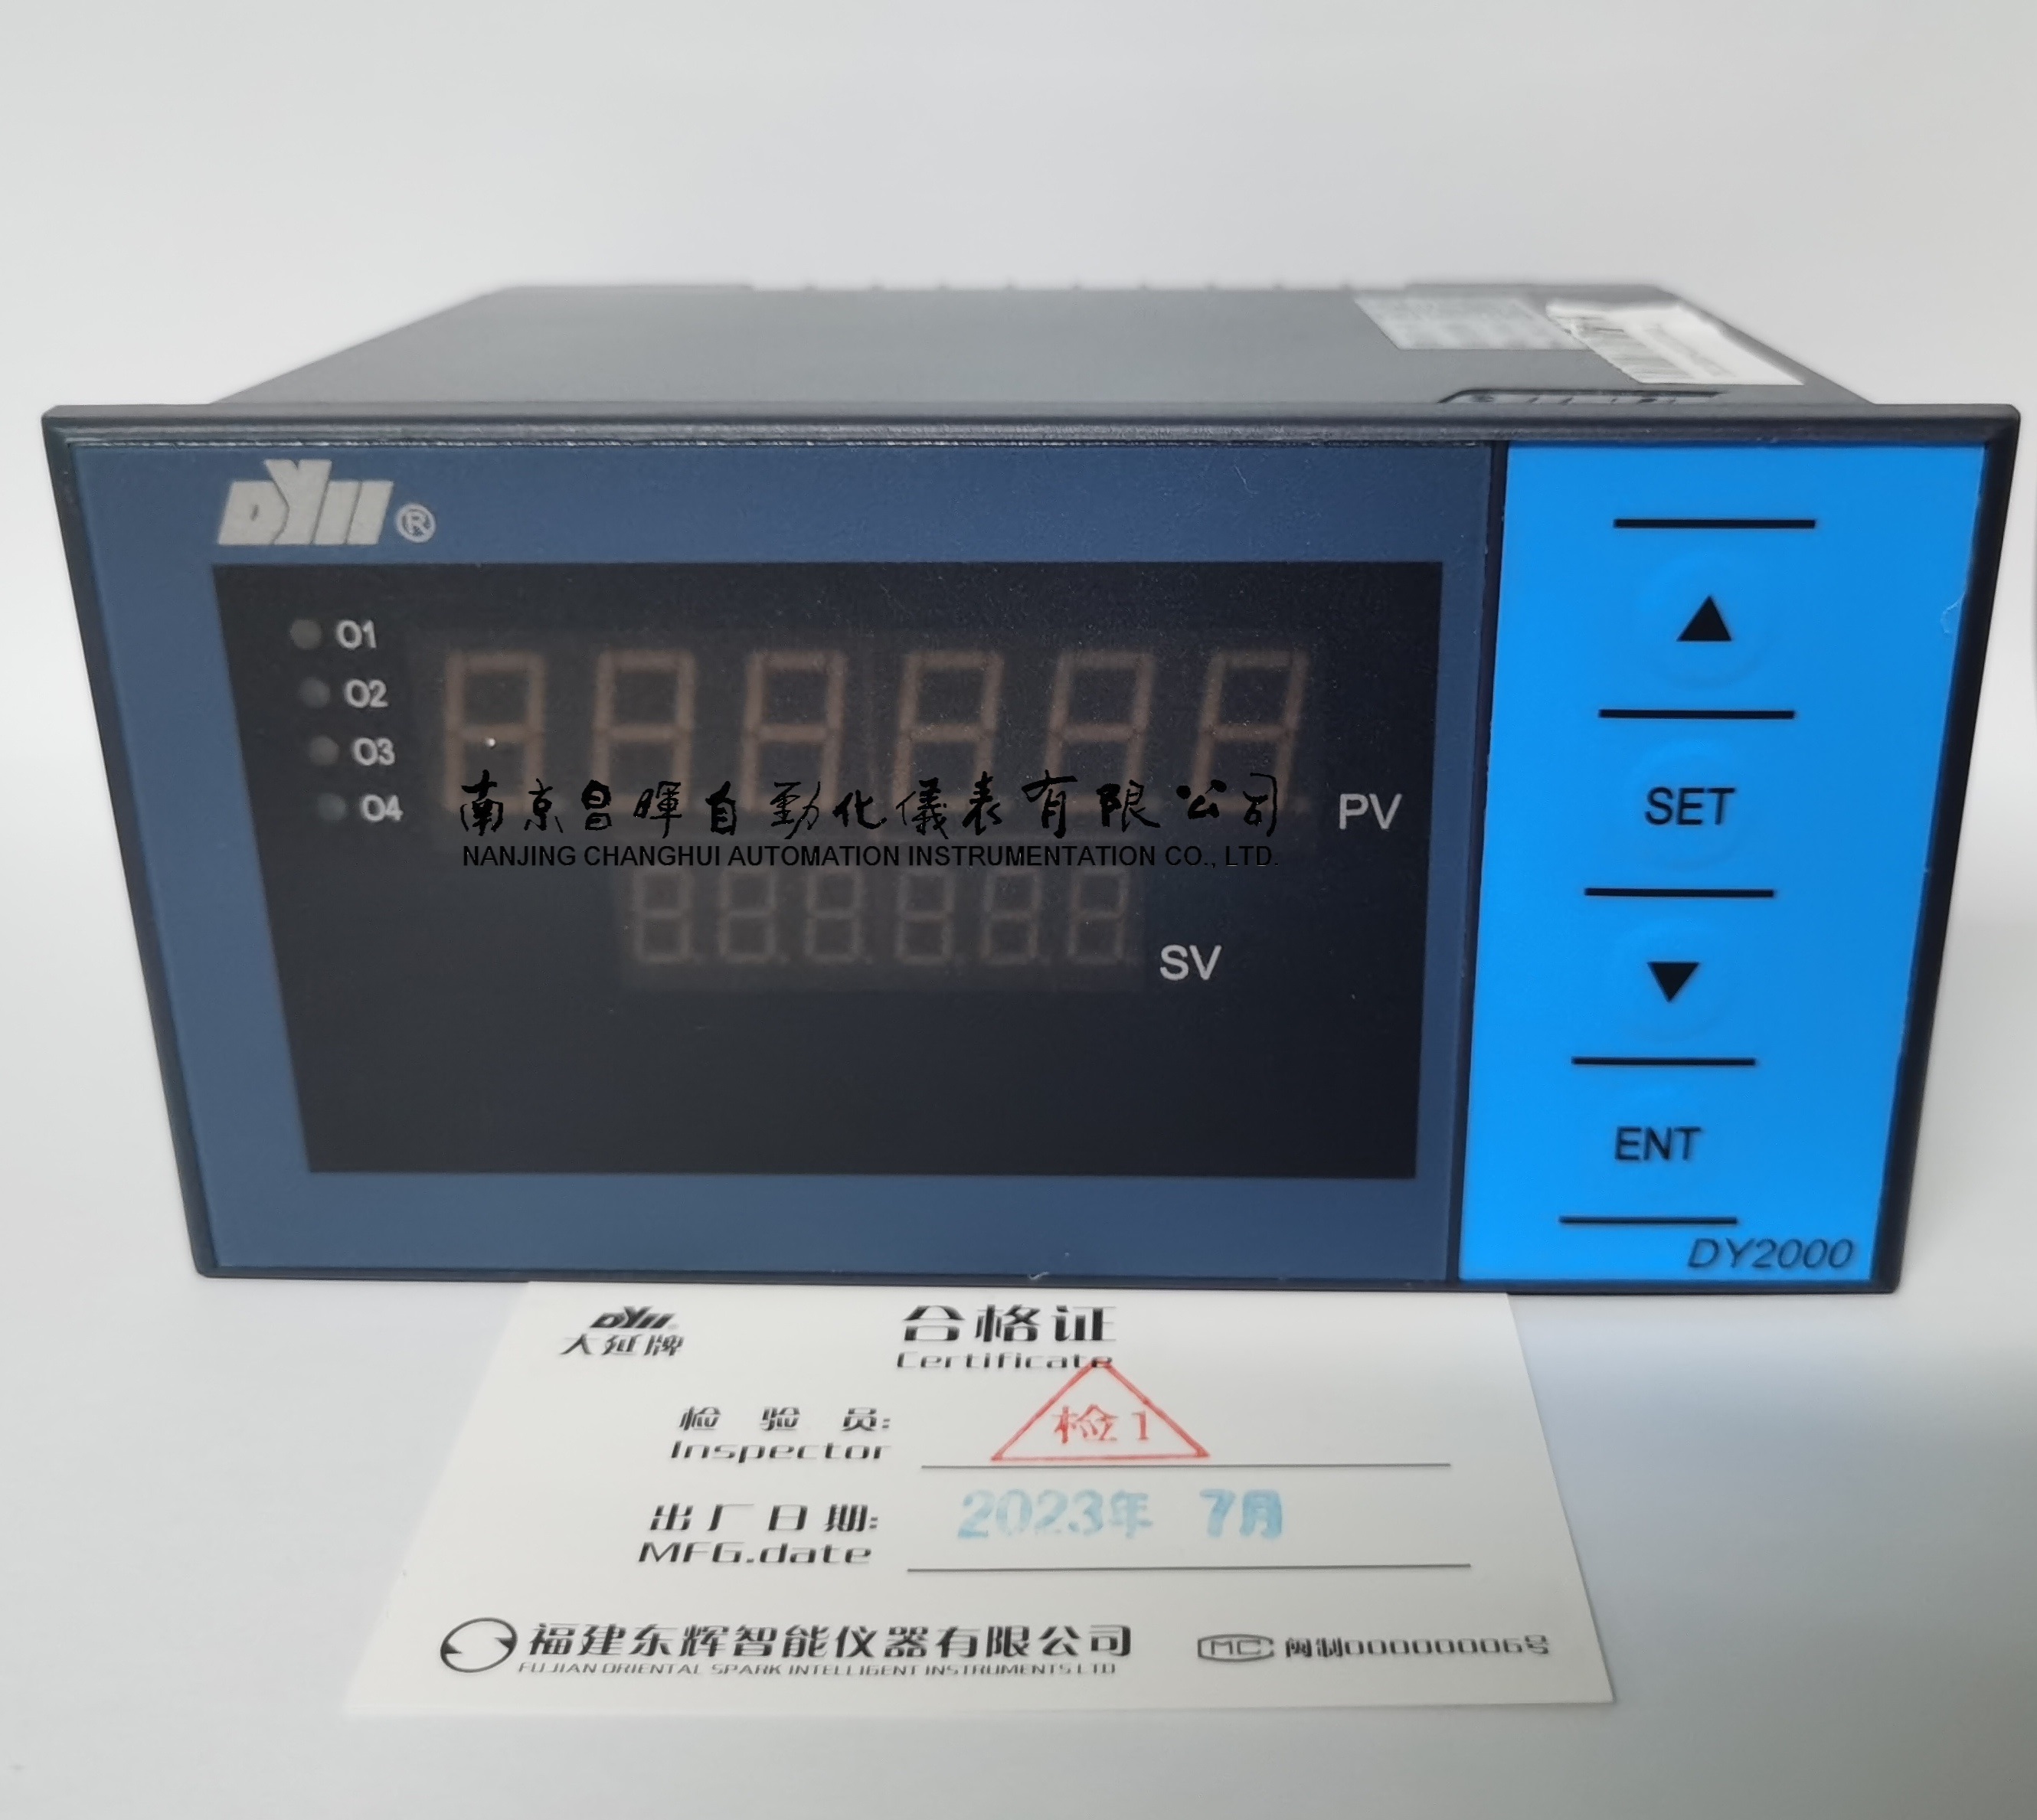 DYII®
O1
O2
O3
O4
PV
南京昌暉自動化儀表有限公司
NANJING CHANGHUI AUTOMATION INSTRUMENTATION CO., LTD.
SV
SET
ENT
DY2000
DYII®
大延牌
合格证
Certificate
检验员:
检1
Inspector
出厂日期:
2023年 7月
MFG.date
福建东辉智能仪器有限公司
FUJIAN ORIENTAL SPARK INTELLIGENT INSTRUMENTS LTD
MC 闽制00000006号